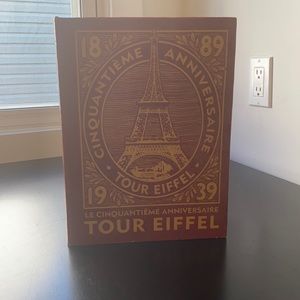 18 89
CINQUANTIÈME ANNIVERSAIRE
TOUR EIFFEL
19 39
LE CINQUANTIÈME ANNIVERSAIRE
TOUR EIFFEL